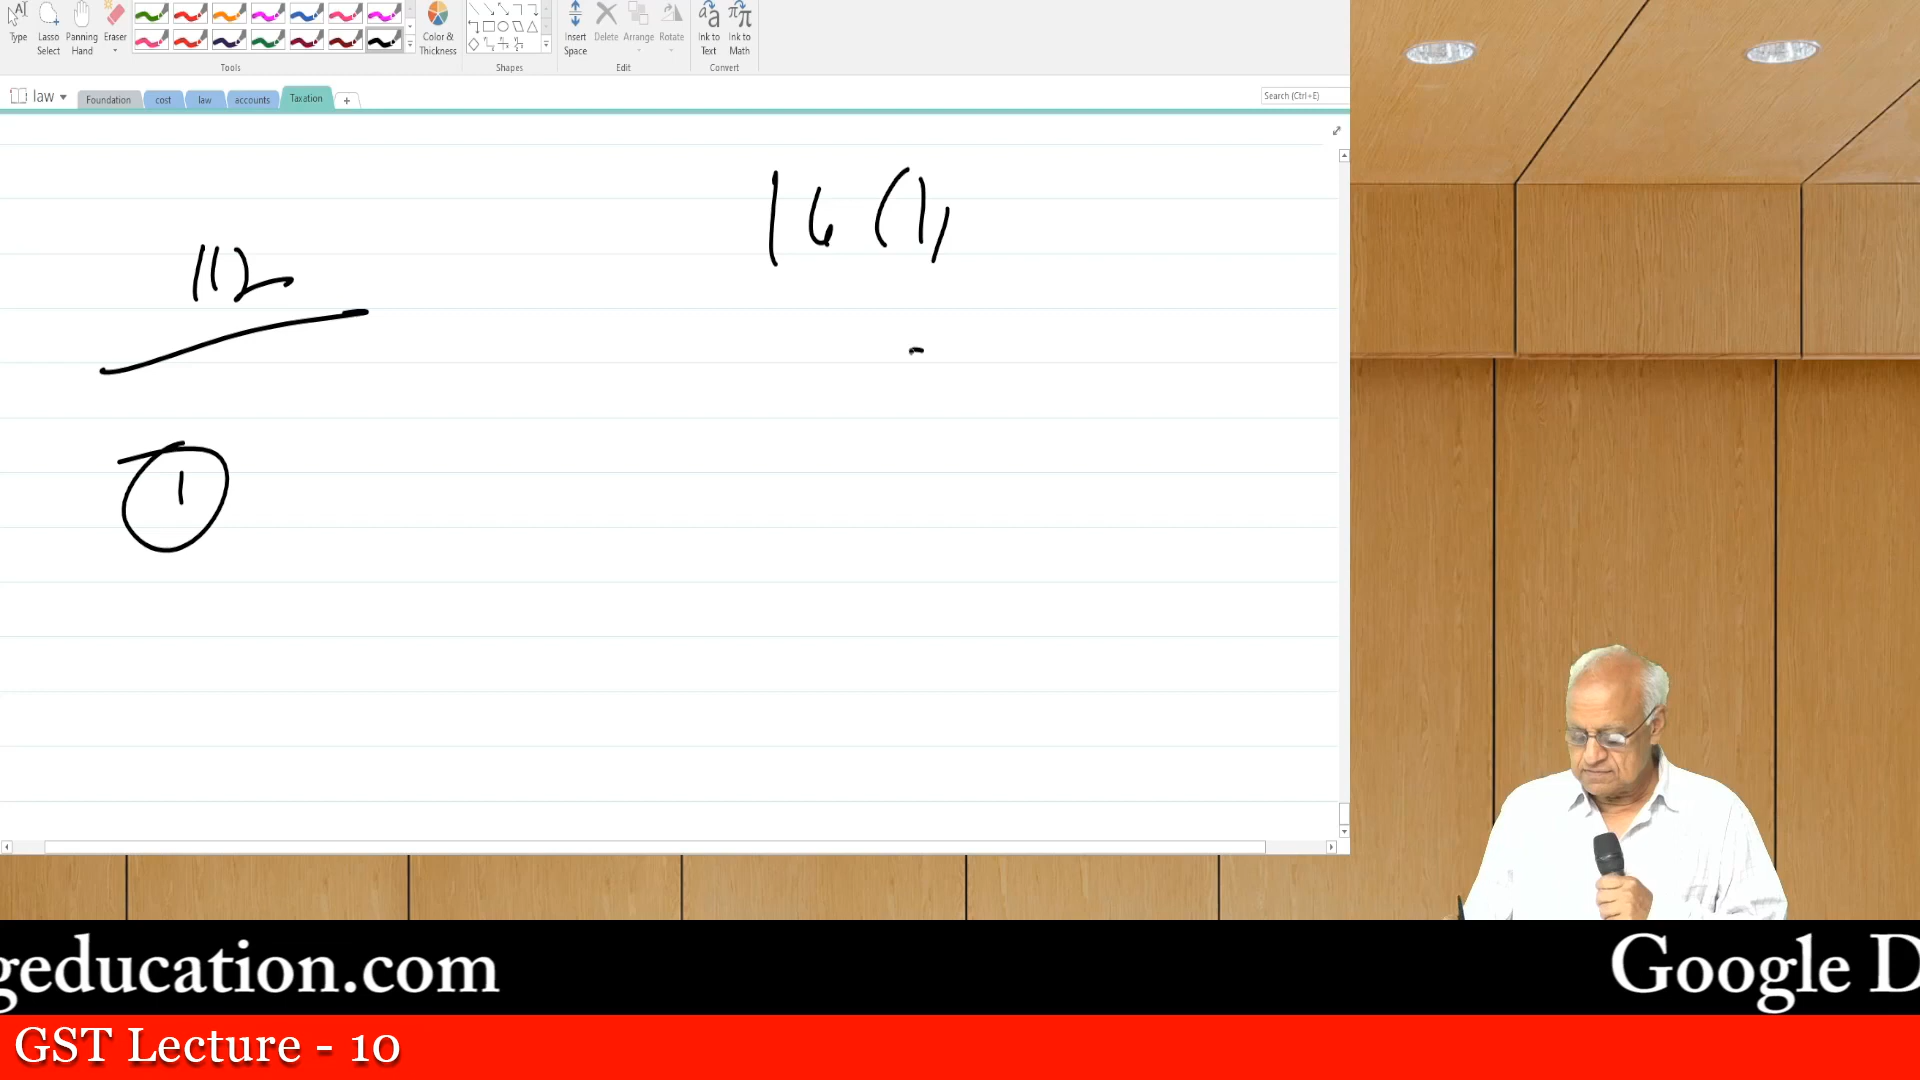 Type
Lasso Select
Panning Hand
Eraser
Color & Thickness
Insert Space
Delete
Arrange
Rotate
Ink to Text
Ink to Math
Tools
Shapes
Edit
Convert
law
Foundation
cost
law
accounts
Taxation
+
Search (Ctrl+E)
16 (1)
112
1
geducation.com
Google D
GST Lecture - 10